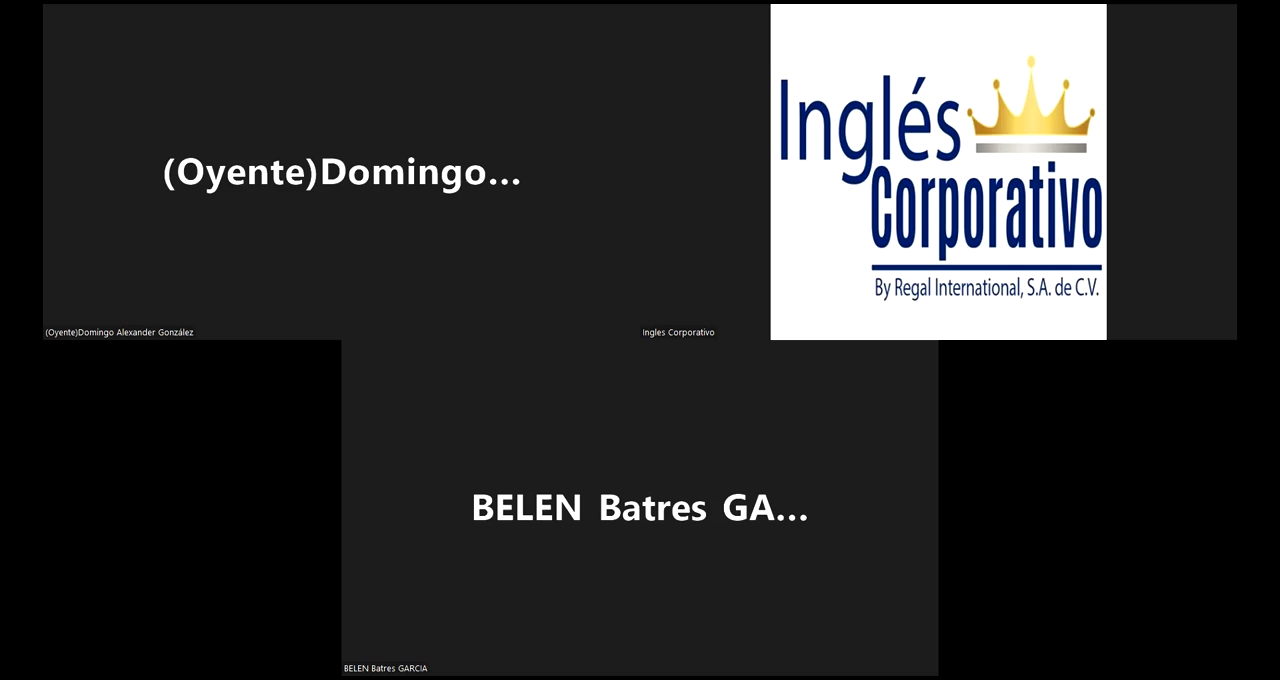 (Oyente)Domingo...
(Oyente)Domingo Alexander González
Inglés
Corporativo
By Regal International, S.A. de C.V.
Ingles Corporativo
BELEN Batres GA...
BELEN Batres GARCIA